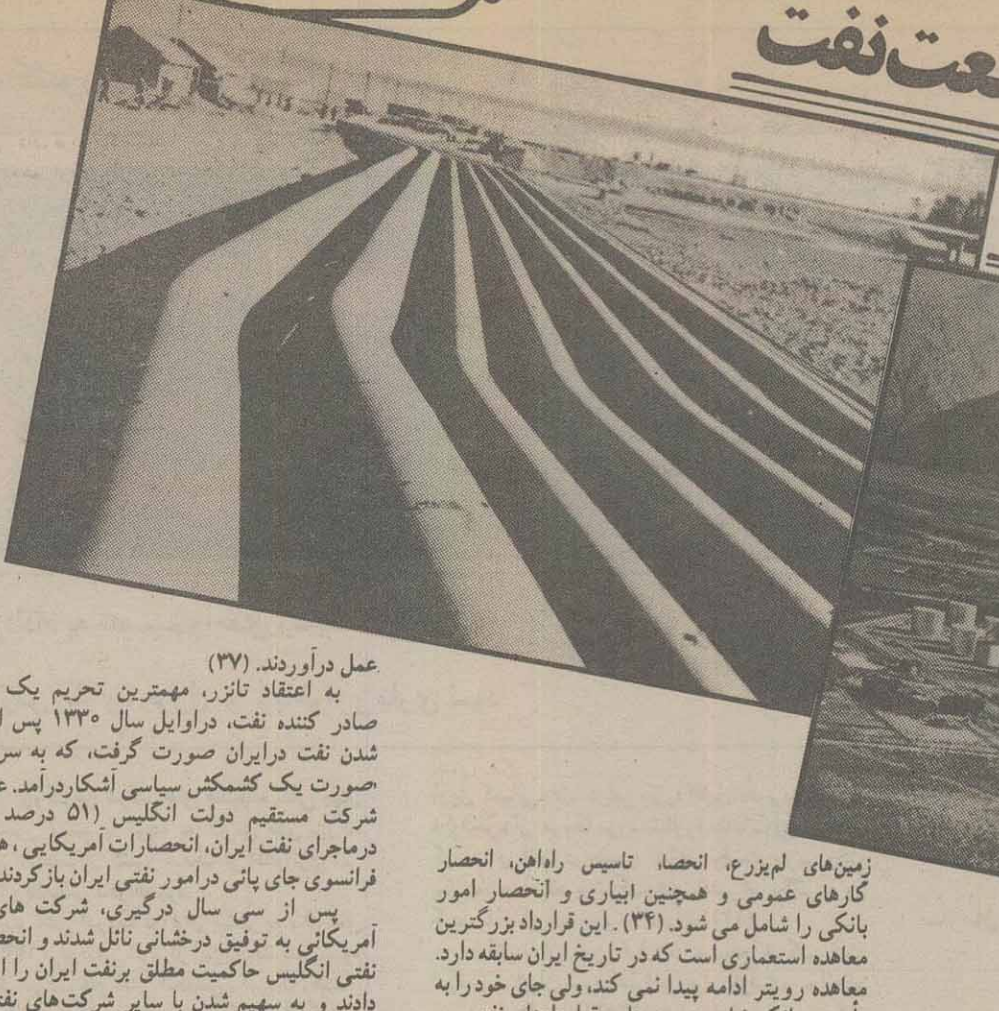 عت نفت
زمین‌های لم‌یزرع، انحصا، تاسیس راه‌آهن، انحصار
کارهای عمومی و همچنین ابیاری و انحصار امور
بانکی را شامل می شود. (۳۴) . این قرارداد بزرگترین
معاهده استعماری است که در تاریخ ایران سابقه دارد.
معاهده رویتر ادامه پیدا نمی کند، ولی جای خود را به
عمل درآوردند. (۳۷)
به اعتقاد تانزر، مهمترین تحریم یک
صادر کننده نفت، دراوایل سال ۱۳۳۰ پس ا
شدن نفت درایران صورت گرفت، که به سر
صورت یک کشمکش سیاسی آشکاردرآمد. ع
شرکت مستقیم دولت انگلیس (۵۱ درصد
درماجرای نفت ایران، انحصارات آمریکایی ، ه
فرانسوی جای پائی درامور نفتی ایران بازکردند
پس از سی سال درگیری، شرکت های
آمریکائی به توفیق درخشانی نائل شدند و انح
نفتی انگلیس حاکمیت مطلق برنفت ایران را ا
دادند و به سهیم شدن با سایر شرکت‌های نفت